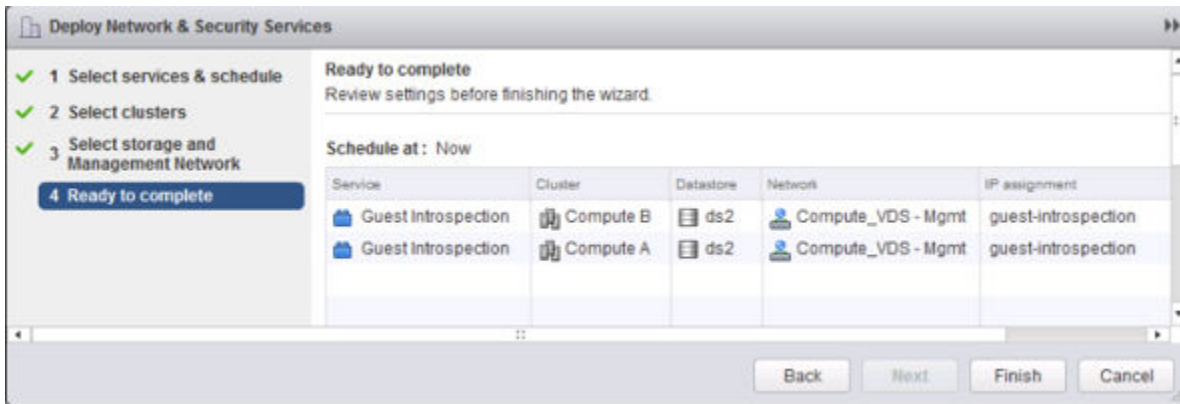 Deploy Network & Security Services
1 Select services & schedule
2 Select clusters
3 Select storage and
Management Network
4 Ready to complete
Ready to complete
Review settings before finishing the wizard.
Schedule at: Now
Service Cluster Datastore Network IP assignment
Guest Introspection Compute B ds2 Compute_VDS - Mgmt guest-introspection
Guest Introspection Compute A ds2 Compute_VDS - Mgmt guest-introspection
Back Next Finish Cancel